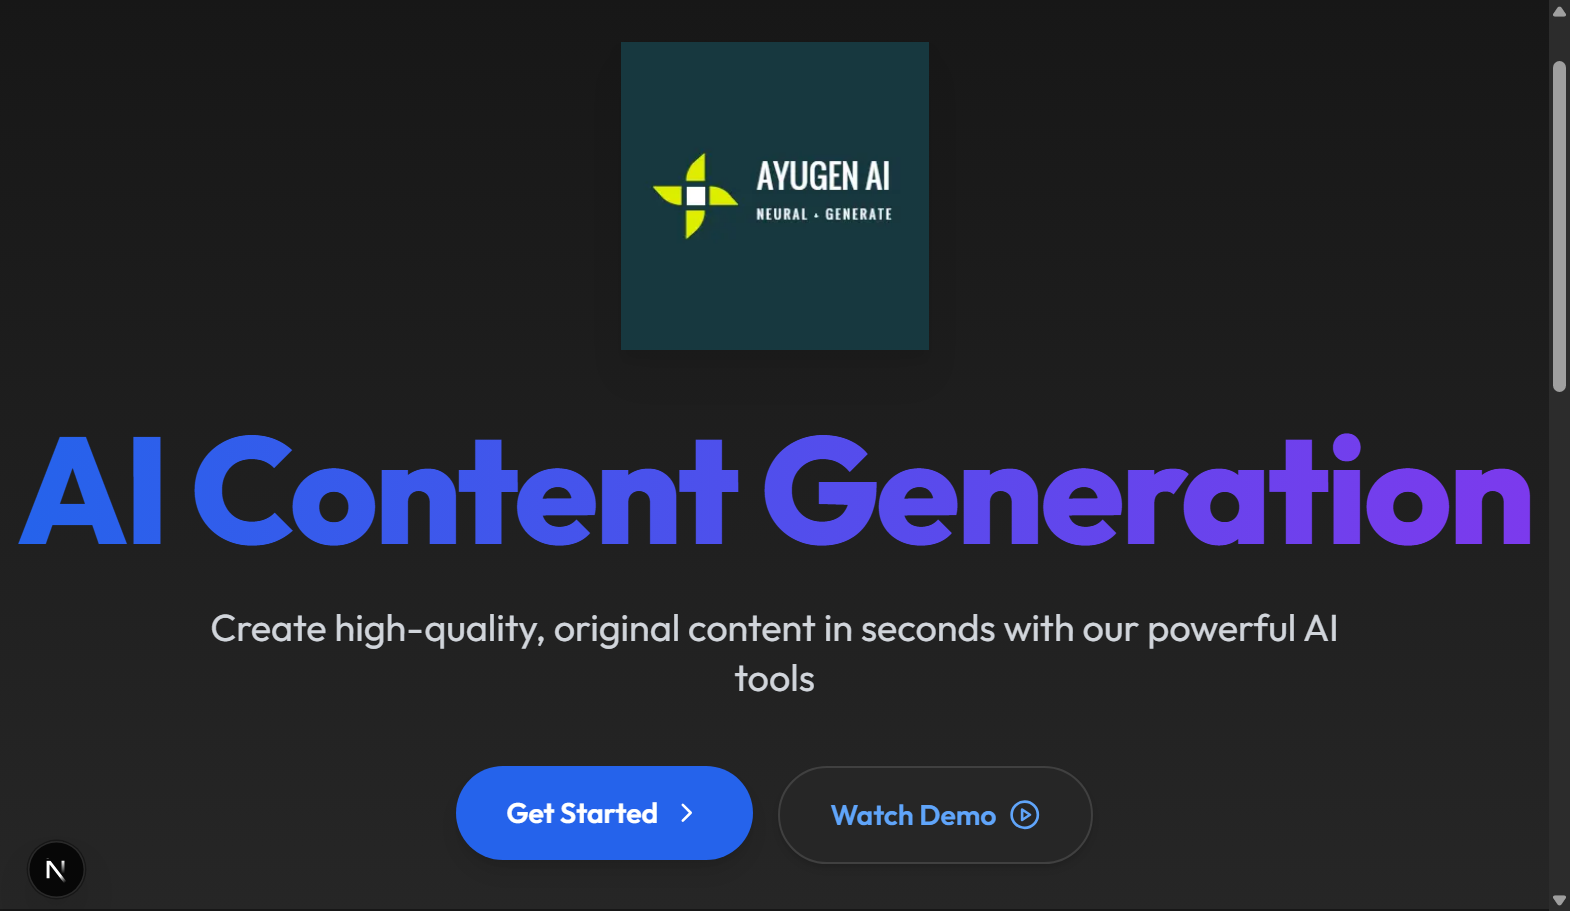 AYUGEN AI
NEURAL • GENERATE
AI Content Generation
Create high-quality, original content in seconds with our powerful AI
tools
Get Started
Watch Demo
N